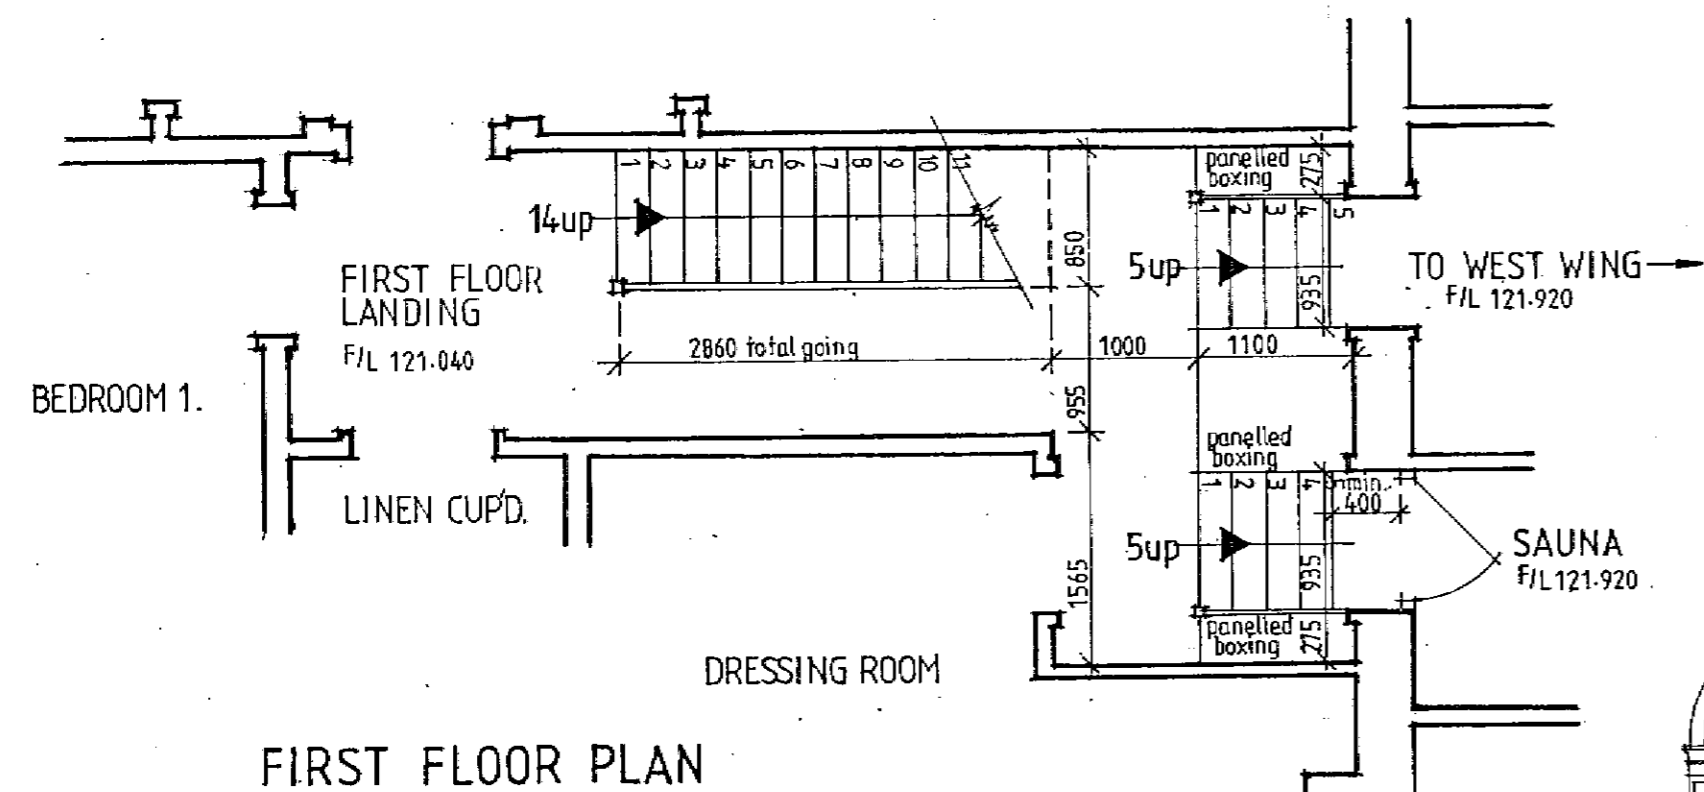 1 2 3 4 5 6 7 8 9 10 11
14up
850
panelled
boxing
275
1 2 3 4 5
5up
935
TO WEST WING
F/L 121.920
FIRST FLOOR
LANDING
F/L 121.040
2860 total going
1000
1100
BEDROOM 1.
955
panelled
boxing
LINEN CUP'D.
1 2 3 4
min.
400
5up
935
SAUNA
F/L 121.920
1565
panelled
boxing
275
DRESSING ROOM
FIRST FLOOR PLAN